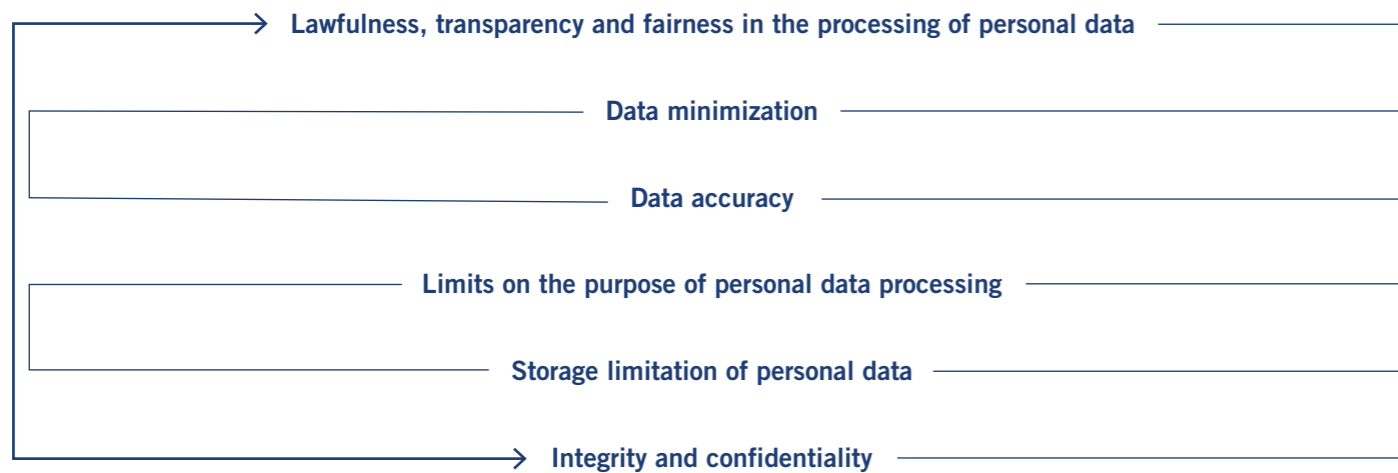 Lawfulness, transparency and fairness in the processing of personal data
Data minimization
Data accuracy
Limits on the purpose of personal data processing
Storage limitation of personal data
Integrity and confidentiality